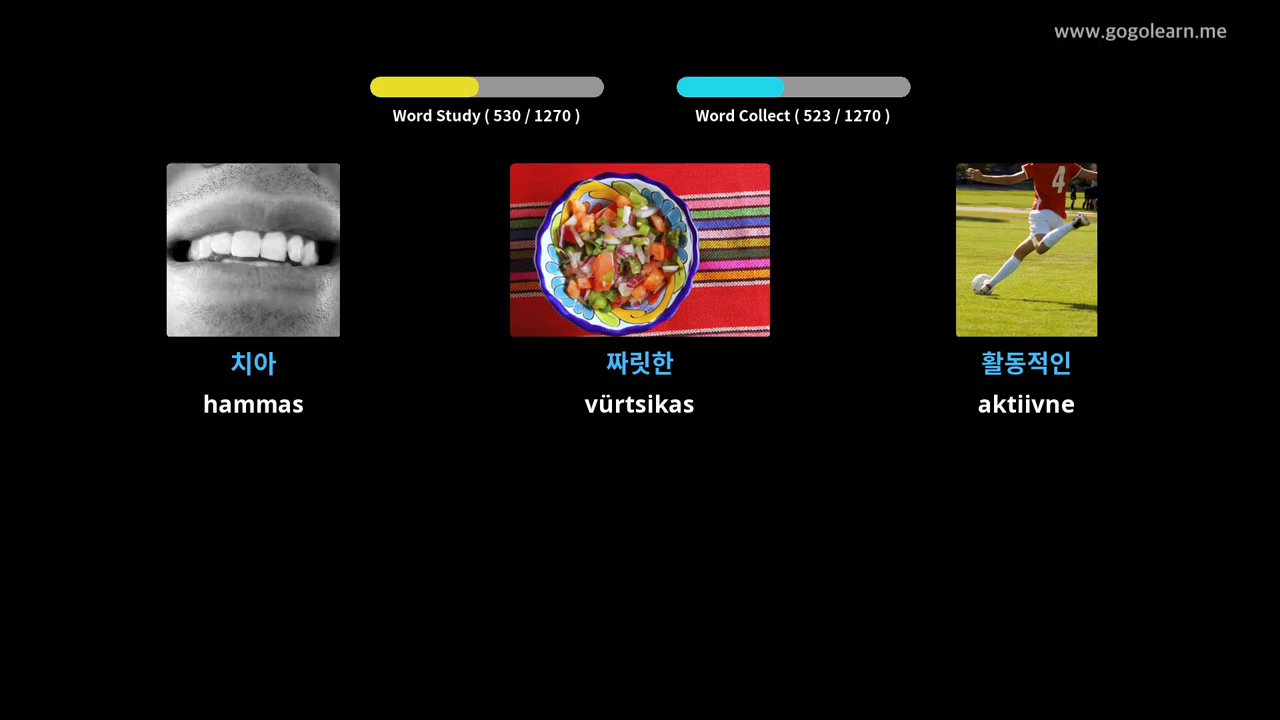 www.gogolearn.me
Word Study ( 530 / 1270 )
Word Collect ( 523 / 1270 )
4
치아
짜릿한
활동적인
hammas
vürtsikas
aktiivne